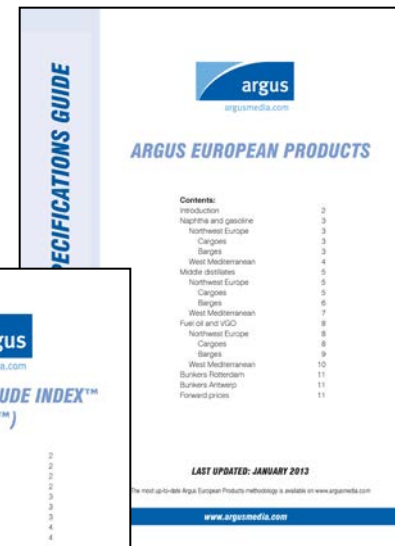 PECIFICATIONS GUIDE
argus
argusmedia.com
ARGUS EUROPEAN PRODUCTS
Contents:
Introduction 2
Naphtha and gasoline 3
Northwest Europe 3
Cargoes 3
Barges 3
West Mediterranean 4
Middle distillates 5
Northwest Europe 5
Cargoes 5
Barges 6
West Mediterranean 7
Fuel oil and VGO 8
Northwest Europe 8
Cargoes 8
Barges 9
West Mediterranean 10
Bunkers Rotterdam 11
Bunkers Antwerp 11
Forward prices 11
LAST UPDATED: JANUARY 2013
The most up-to-date Argus European Products methodology is available on www.argusmedia.com
www.argusmedia.com
gus
a.com
UDE INDEX™
™)
2
2
2
2
3
3
3
4
4